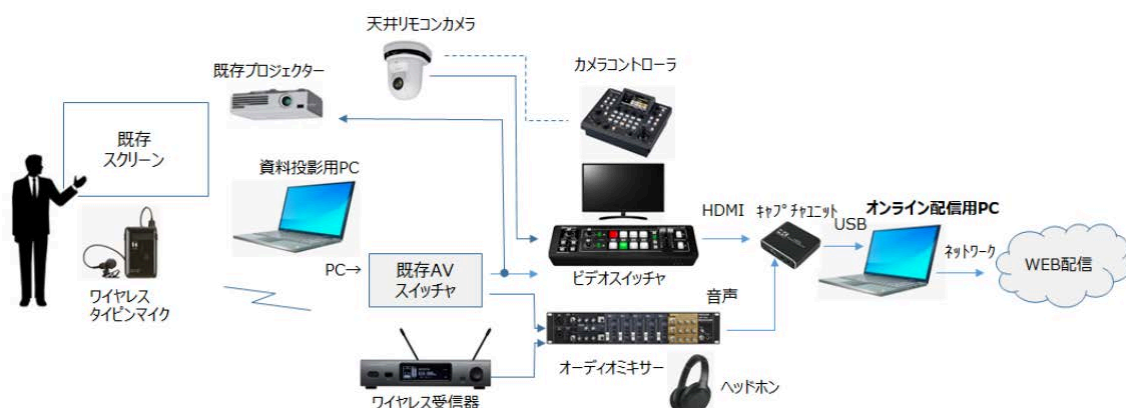 天井リモコンカメラ
既存プロジェクター
カメラコントローラ
既存
スクリーン
資料投影用PC
HDMI
ｷｬﾌﾟﾁｬﾕﾆｯﾄ
USB
オンライン配信用PC
ﾈｯﾄﾜｰｸ
WEB配信
PC→
既存AV
スイッチャ
ビデオスイッチャ
ワイヤレス
タイピンマイク
音声
オーディオミキサー
ヘッドホン
ワイヤレス受信器